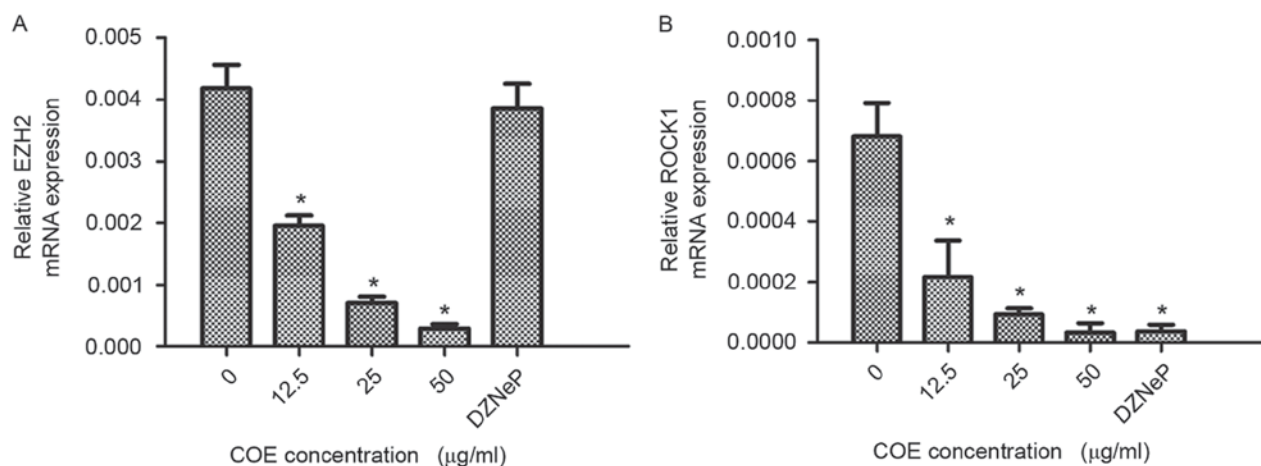 A
Relative EZH2
mRNA expression
0.005
0.004
0.003
0.002
0.001
0.000
*
*
*
0
12.5
25
50
DZNeP
COE concentration (μg/ml)
B
Relative ROCK1
mRNA expression
0.0010
0.0008
0.0006
0.0004
0.0002
0.0000
*
*
*
*
0
12.5
25
50
DZNeP
COE concentration (μg/ml)